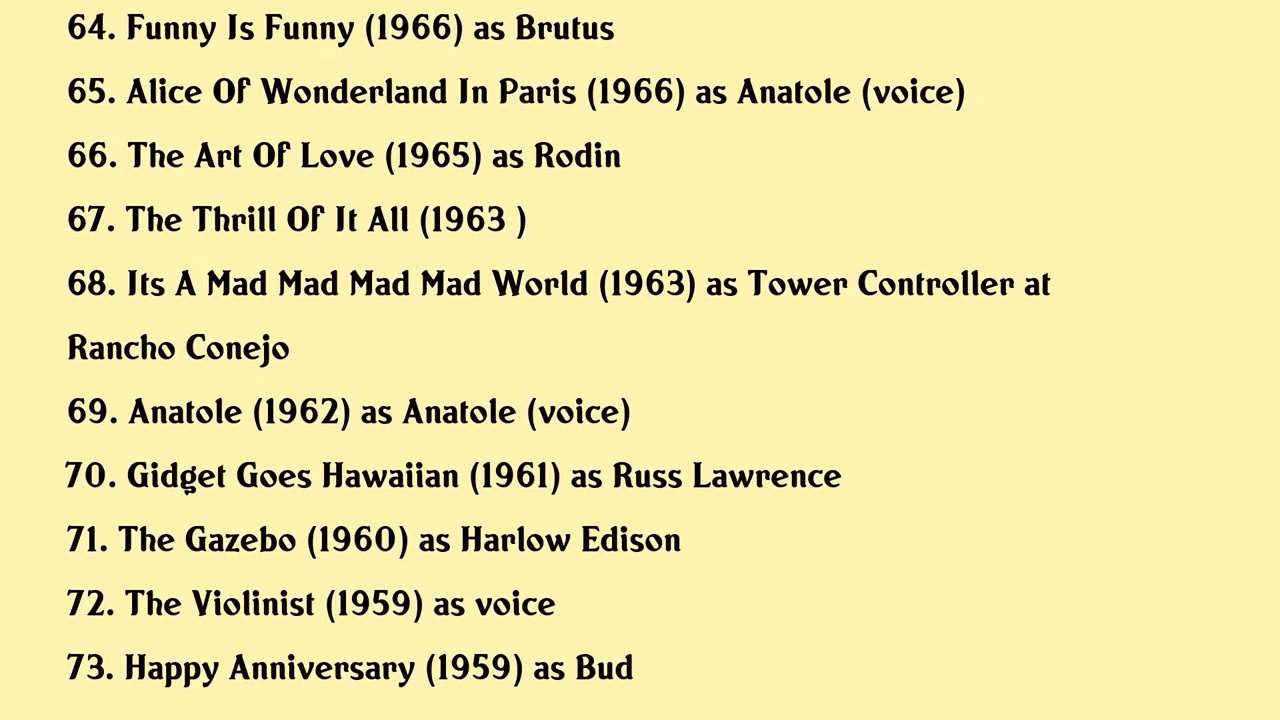 64. Funny Is Funny (1966) as Brutus
65. Alice Of Wonderland In Paris (1966) as Anatole (voice)
66. The Art Of Love (1965) as Rodin
67. The Thrill Of It All (1963 )
68. Its A Mad Mad Mad Mad World (1963) as Tower Controller at
Rancho Conejo
69. Anatole (1962) as Anatole (voice)
70. Gidget Goes Hawaiian (1961) as Russ Lawrence
71. The Gazebo (1960) as Harlow Edison
72. The Violinist (1959) as voice
73. Happy Anniversary (1959) as Bud